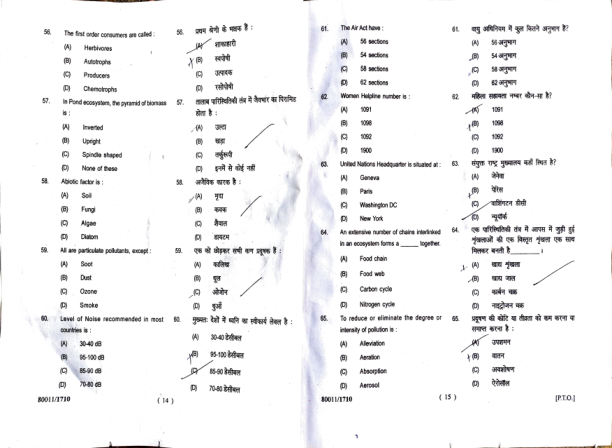 56. The first order consumers are called :
(A) Herbivores
(B) Autotrophs
(C) Producers
(D) Chemotrophs
57. In Pond ecosystem, the pyramid of biomass
is :
(A) Inverted
(B) Upright
(C) Spindle shaped
(D) None of these
58. Abiotic factor is :
(A) Soil
(B) Fungi
(C) Algae
(D) Diatom
59. All are particulate pollutants, except :
(A) Soot
(B) Dust
(C) Ozone
(D) Smoke
60. Level of Noise recommended in most
countries is :
(A) 30-40 dB
(B) 95-100 dB
(C) 85-90 dB
(D) 70-80 dB
80011/1710
( 14 )
56. प्रथम श्रेणी के भक्षक हैं :
(A) शाकाहारी
(B) स्वपोषी
(C) उत्पादक
(D) रसोपोषी
57. तालाब पारिस्थितिकी तंत्र में जैवभार का पिरामिड
होता है :
(A) उल्टा
(B) खड़ा
(C) तर्कुरूपी
(D) इनमें से कोई नहीं
58. अजैविक कारक है :
(A) मृदा
(B) कवक
(C) शैवाल
(D) डायटम
59. एक को छोड़कर सभी कण प्रदूषक हैं :
(A) कालिख
(B) धूल
(C) ओजोन
(D) धुआँ
60. मुख्यतः देशों में ध्वनि का स्वीकार्य लेबल है :
(A) 30-40 डेसीबल
(B) 95-100 डेसीबल
(C) 85-90 डेसीबल
(D) 70-80 डेसीबल
61. The Air Act have :
(A) 56 sections
(B) 54 sections
(C) 58 sections
(D) 62 sections
62. Women Helpline number is :
(A) 1091
(B) 1098
(C) 1092
(D) 1900
63. United Nations Headquarter is situated at :
(A) Geneva
(B) Paris
(C) Washington DC
(D) New York
64. An extensive number of chains interlinked
in an ecosystem forms a ______ together.
(A) Food chain
(B) Food web
(C) Carbon cycle
(D) Nitrogen cycle
65. To reduce or eliminate the degree or
intensity of pollution is :
(A) Alleviation
(B) Aeration
(C) Absorption
(D) Aerosol
80011/1710
( 15 )
61. वायु अधिनियम में कुल कितने अनुभाग हैं?
(A) 56 अनुभाग
(B) 54 अनुभाग
(C) 58 अनुभाग
(D) 62 अनुभाग
62. महिला सहायता नम्बर कौन-सा है?
(A) 1091
(B) 1098
(C) 1092
(D) 1900
63. संयुक्त राष्ट्र मुख्यालय कहाँ स्थित है?
(A) जेनेवा
(B) पेरिस
(C) वाशिंगटन डीसी
(D) न्यूयॉर्क
64. एक पारिस्थितिकी तंत्र में आपस में जुड़ी हुई
शृंखलाओं की एक विस्तृत शृंखला एक साथ
मिलकर बनती है______ ।
(A) खाद्य शृंखला
(B) खाद्य जाल
(C) कार्बन चक्र
(D) नाइट्रोजन चक्र
65. प्रदूषण की कोटि या तीव्रता को कम करना या
समाप्त करना है :
(A) उपशमन
(B) वातन
(C) अवशोषण
(D) ऐरोसॉल
[P.T.O.]